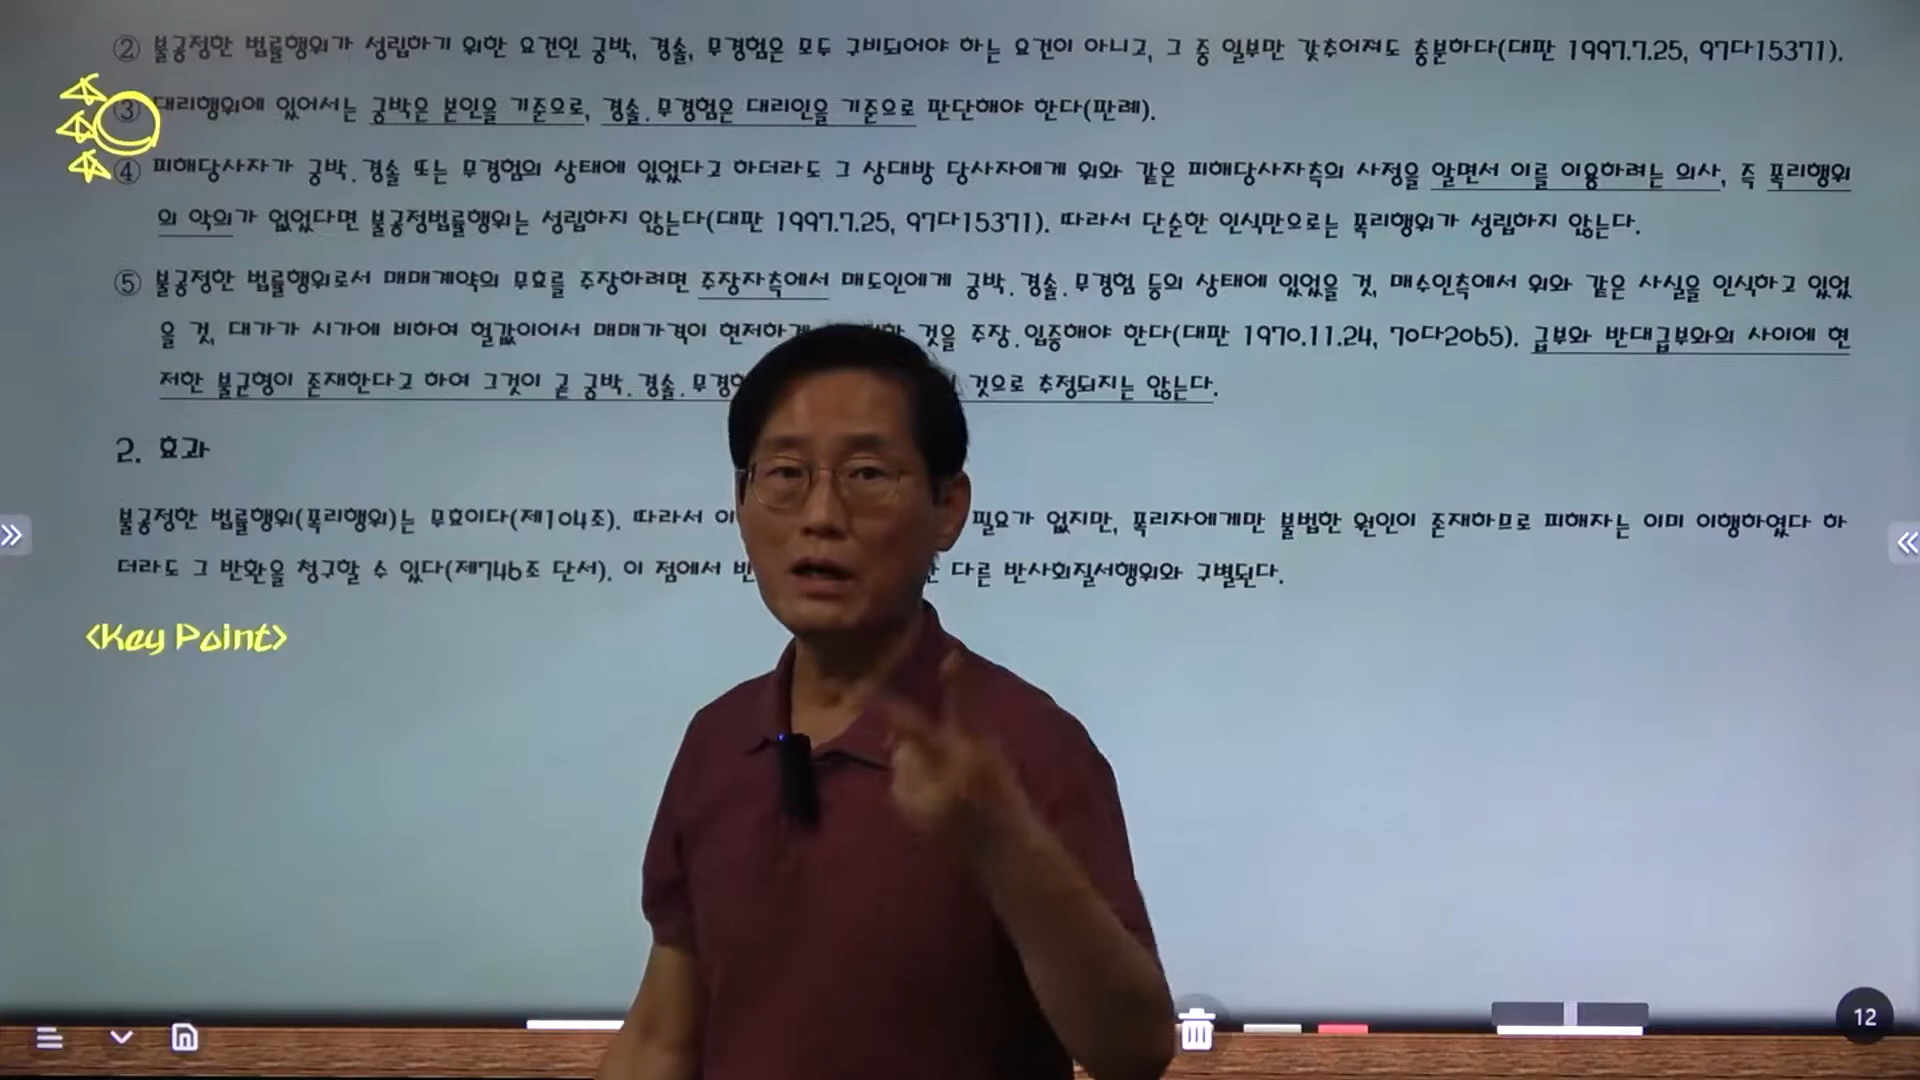 ② 불공정한 법률행위가 성립하기 위한 요건인 궁박, 경솔, 무경험은 모두 구비되어야 하는 요건이 아니고, 그 중 일부만 갖추어져도 충분하다(대판 1997.7.25, 97다15371).
③ 대리행위에 있어서는 궁박은 본인을 기준으로, 경솔·무경험은 대리인을 기준으로 판단해야 한다(판례).
④ 피해당사자가 궁박·경솔 또는 무경험의 상태에 있었다고 하더라도 그 상대방 당사자에게 위와 같은 피해당사자측의 사정을 알면서 이를 이용하려는 의사, 즉 폭리행위
의 악의가 없었다면 불공정법률행위는 성립하지 않는다(대판 1997.7.25, 97다15371). 따라서 단순한 인식만으로는 폭리행위가 성립하지 않는다.
⑤ 불공정한 법률행위로서 매매계약의 무효를 주장하려면 주장자측에서 매도인에게 궁박·경솔·무경험 등의 상태에 있었을 것, 매수인측에서 위와 같은 사실을 인식하고 있었
을 것, 대가가 시가에 비하여 헐값이어서 매매가격이 현저하게 것을 주장·입증해야 한다(대판 1970.11.24, 70다2065). 급부와 반대급부와의 사이에 현
저한 불균형이 존재한다고 하여 그것이 곧 궁박·경솔·무경험 것으로 추정되지는 않는다.
2. 효과
불공정한 법률행위(폭리행위)는 무효이다(제104조). 따라서 이 필요가 없지만, 폭리자에게만 불법한 원인이 존재하므로 피해자는 이미 이행하였다 하
더라도 그 반환을 청구할 수 있다(제746조 단서). 이 점에서 반 다른 반사회질서행위와 구별된다.
<Key Point>
12